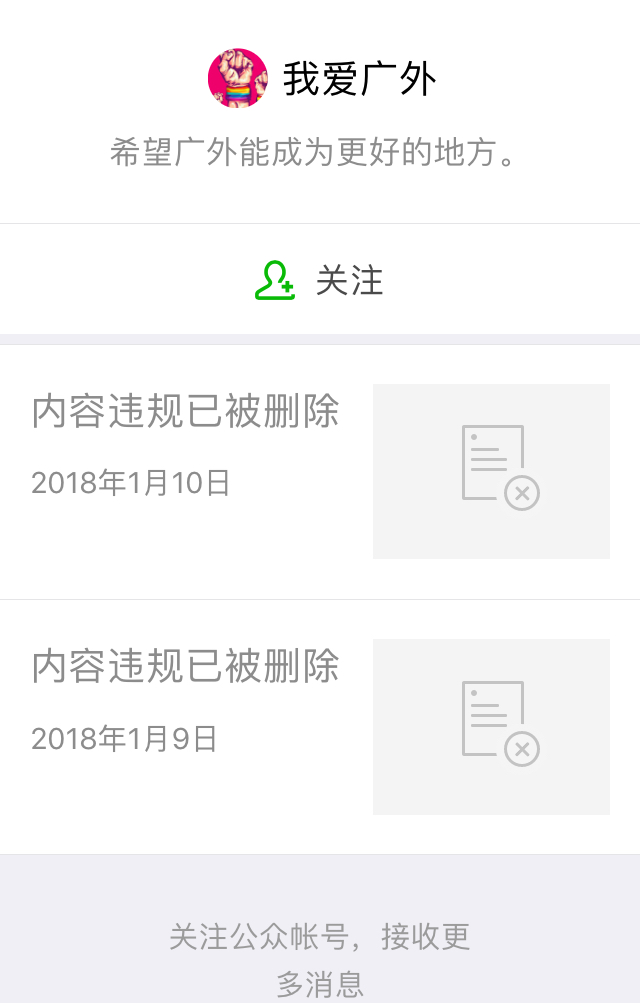 我爱广外
希望广外能成为更好的地方。
关注
内容违规已被删除
2018年1月10日
内容违规已被删除
2018年1月9日
关注公众帐号，接收更
多消息